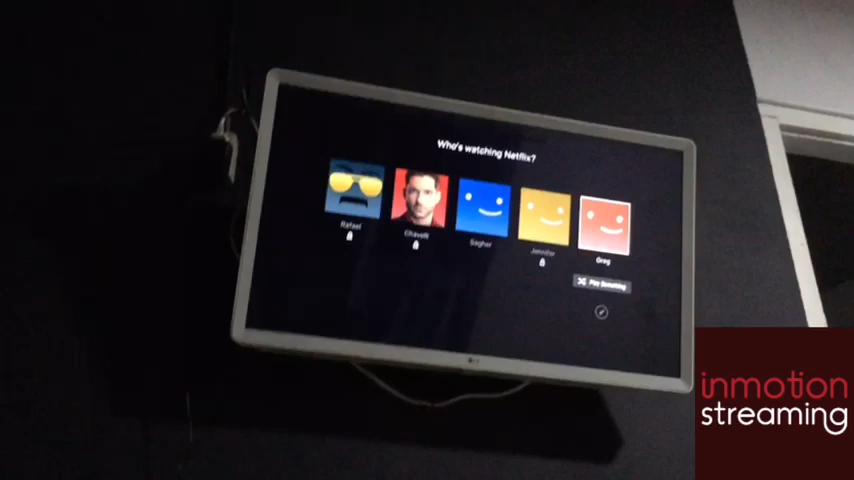 Who's watching Netflix?
Rafael
Chavelli
Sagher
Jennifer
Greg
Play Something
LG
inmotion
streaming